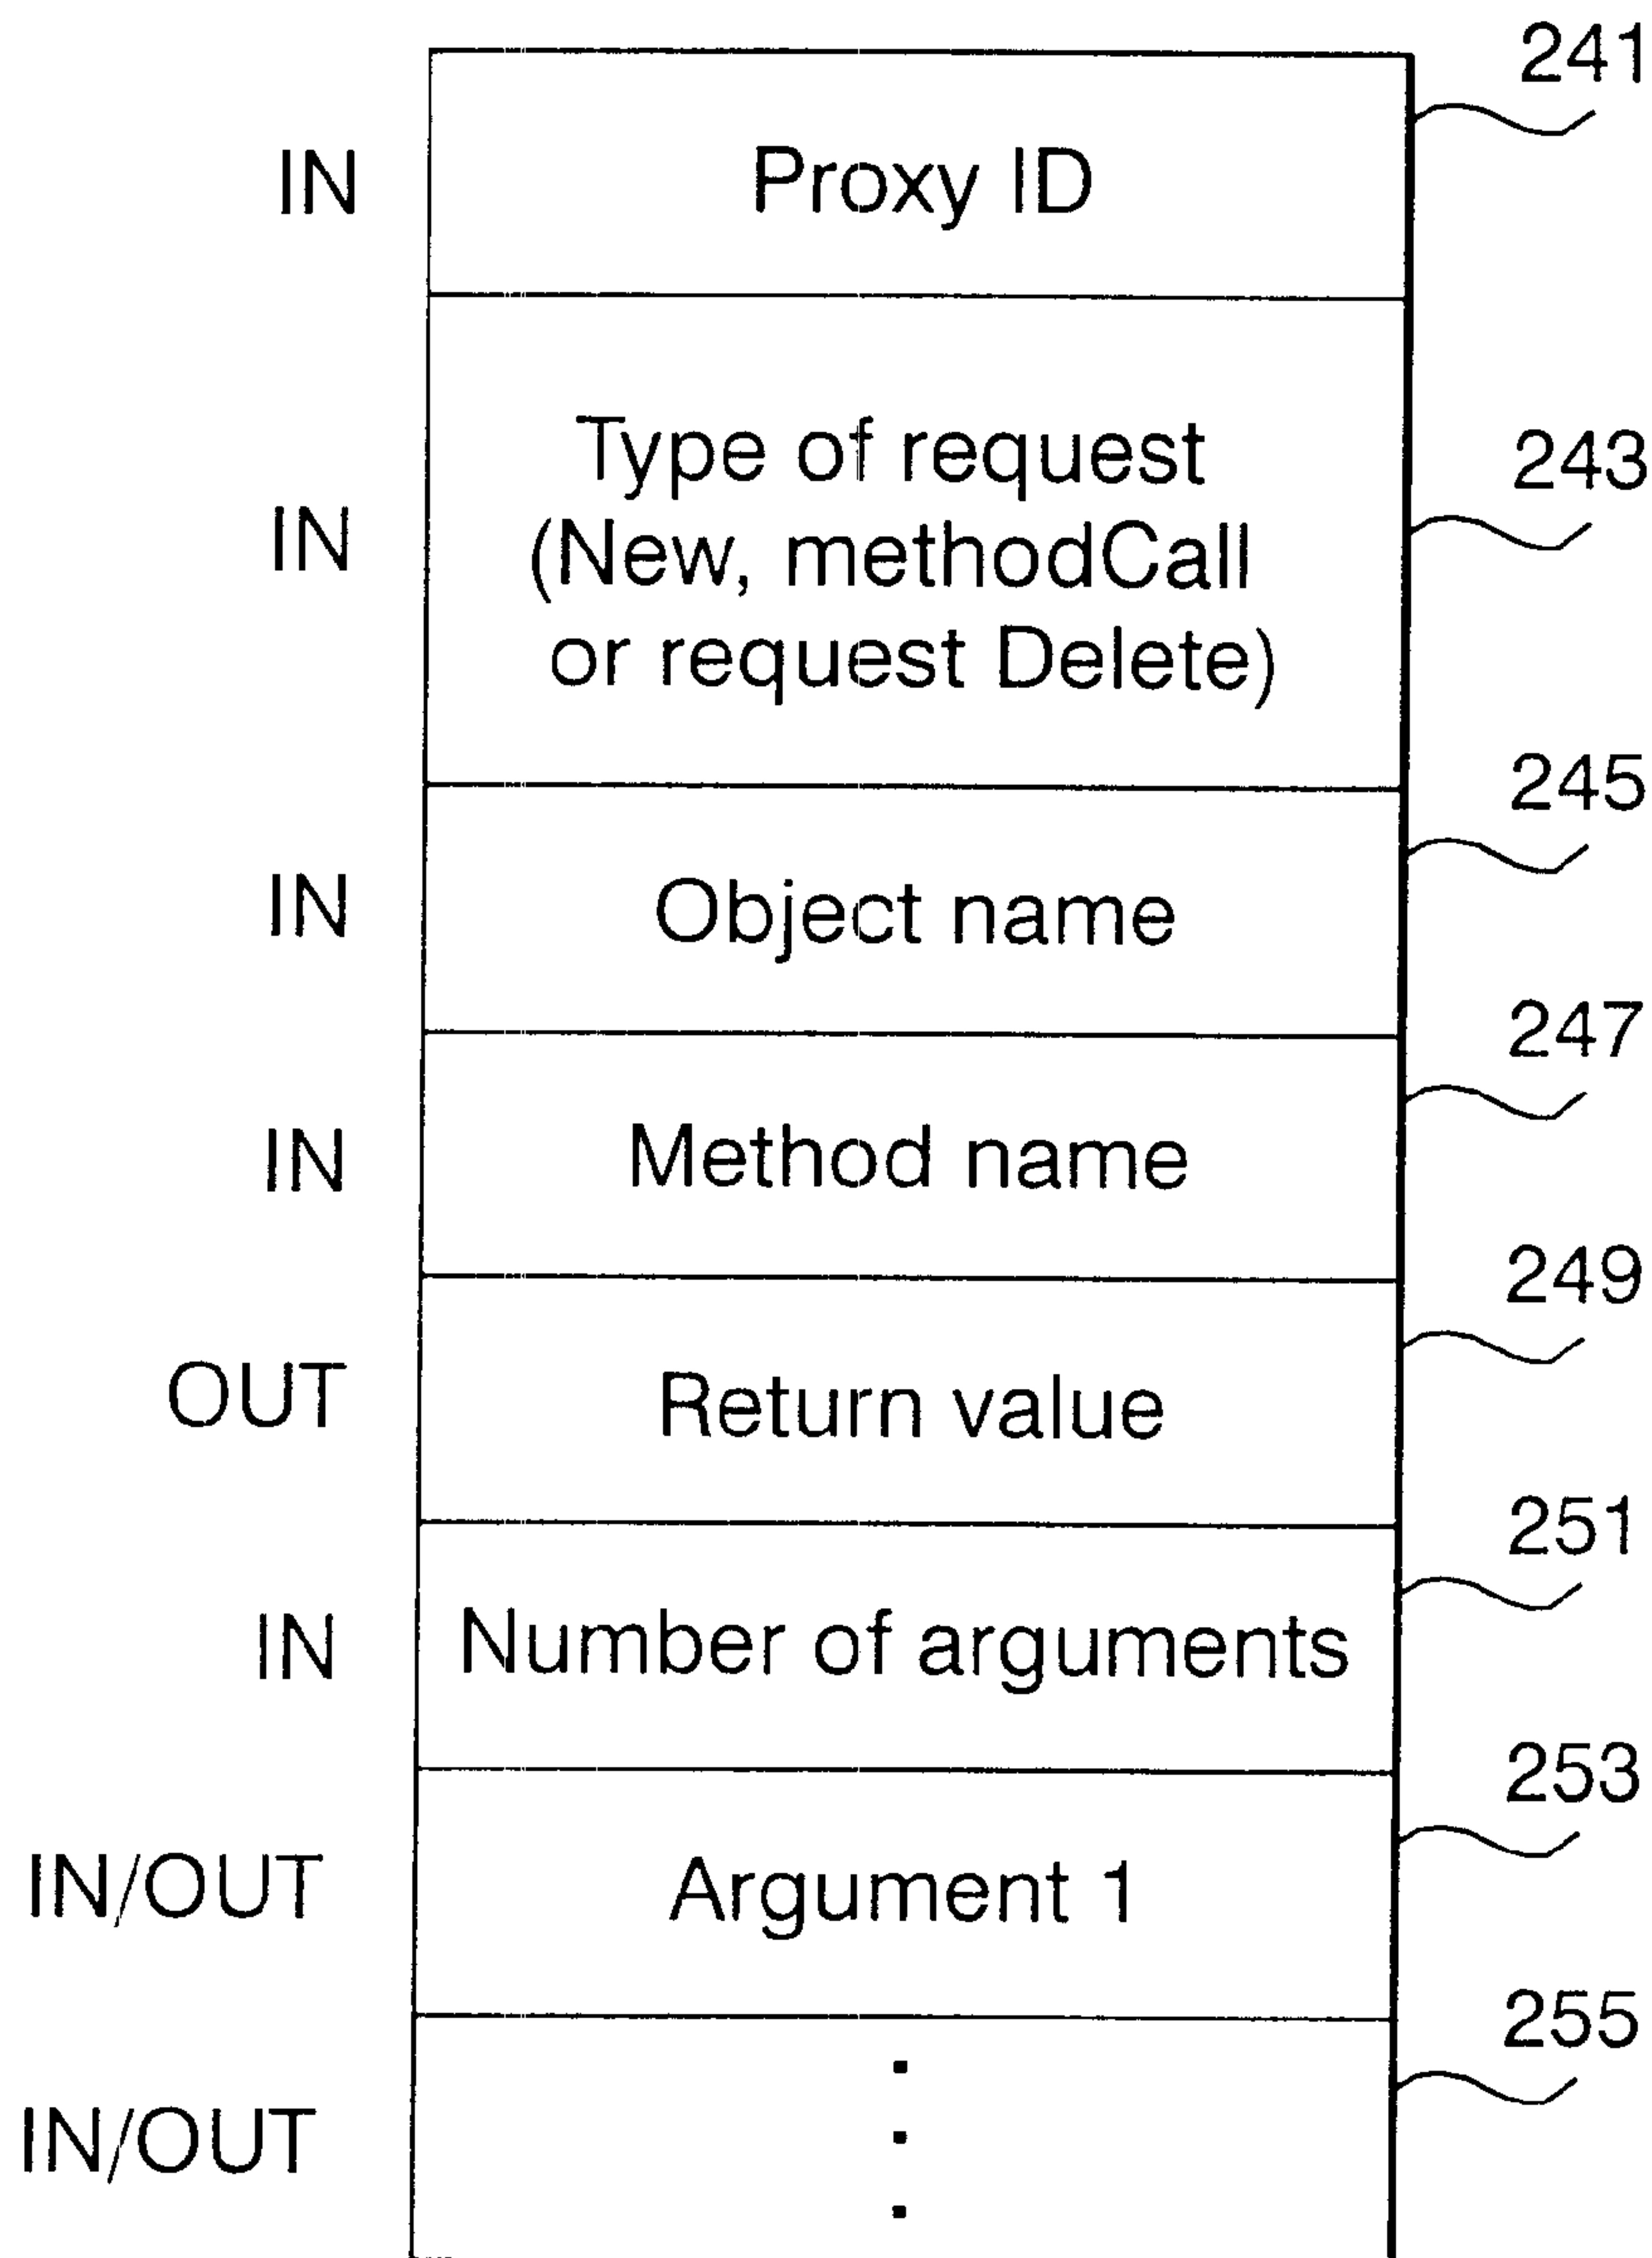 241
IN Proxy ID
Type of request
243
IN (New, methodCall
or request Delete)
245
IN Object name
247
IN Method name
249
OUT Return value
251
IN Number of arguments
253
IN/OUT Argument 1
255
IN/OUT